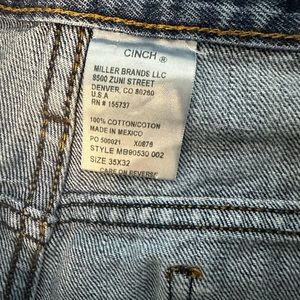 CINCH ®
MILLER BRANDS LLC
8500 ZUNI STREET
DENVER, CO 80260
U.S.A
RN # 155737
100% COTTON/COTON
MADE IN MEXICO
PO 500021 X0876
STYLE MB90530 002
SIZE 35X32
CARE ON REVERSE